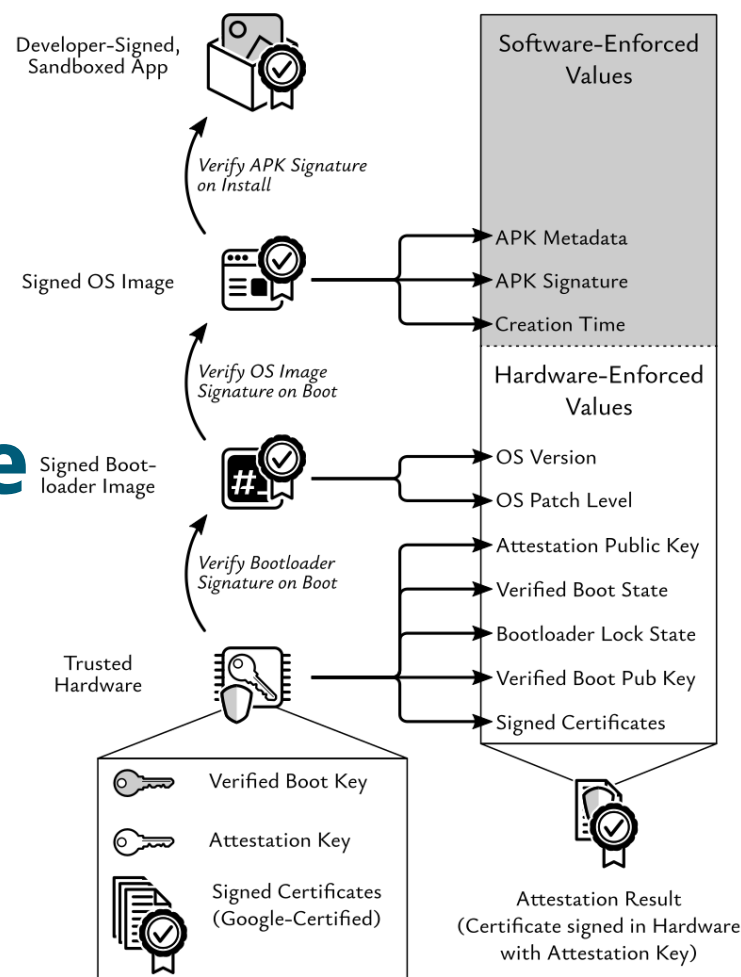 Developer-Signed,
Sandboxed App
Verify APK Signature
on Install
Signed OS Image
Verify OS Image
Signature on Boot
e
Signed Boot-
loader Image
#_
Verify Bootloader
Signature on Boot
Trusted
Hardware
Verified Boot Key
Attestation Key
Signed Certificates
(Google-Certified)
Software-Enforced
Values
APK Metadata
APK Signature
Creation Time
Hardware-Enforced
Values
OS Version
OS Patch Level
Attestation Public Key
Verified Boot State
Bootloader Lock State
Verified Boot Pub Key
Signed Certificates
Attestation Result
(Certificate signed in Hardware
with Attestation Key)